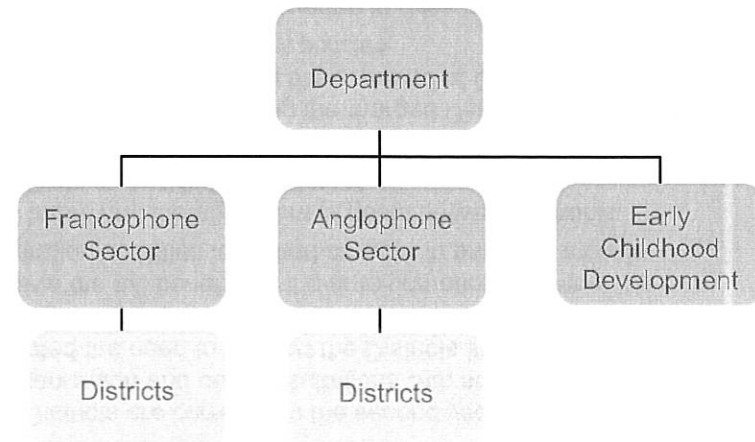 Department
Francophone
Sector
Anglophone
Sector
Early
Childhood
Development
Districts
Districts